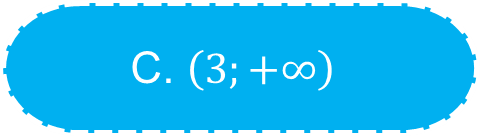 C. (3; +∞)